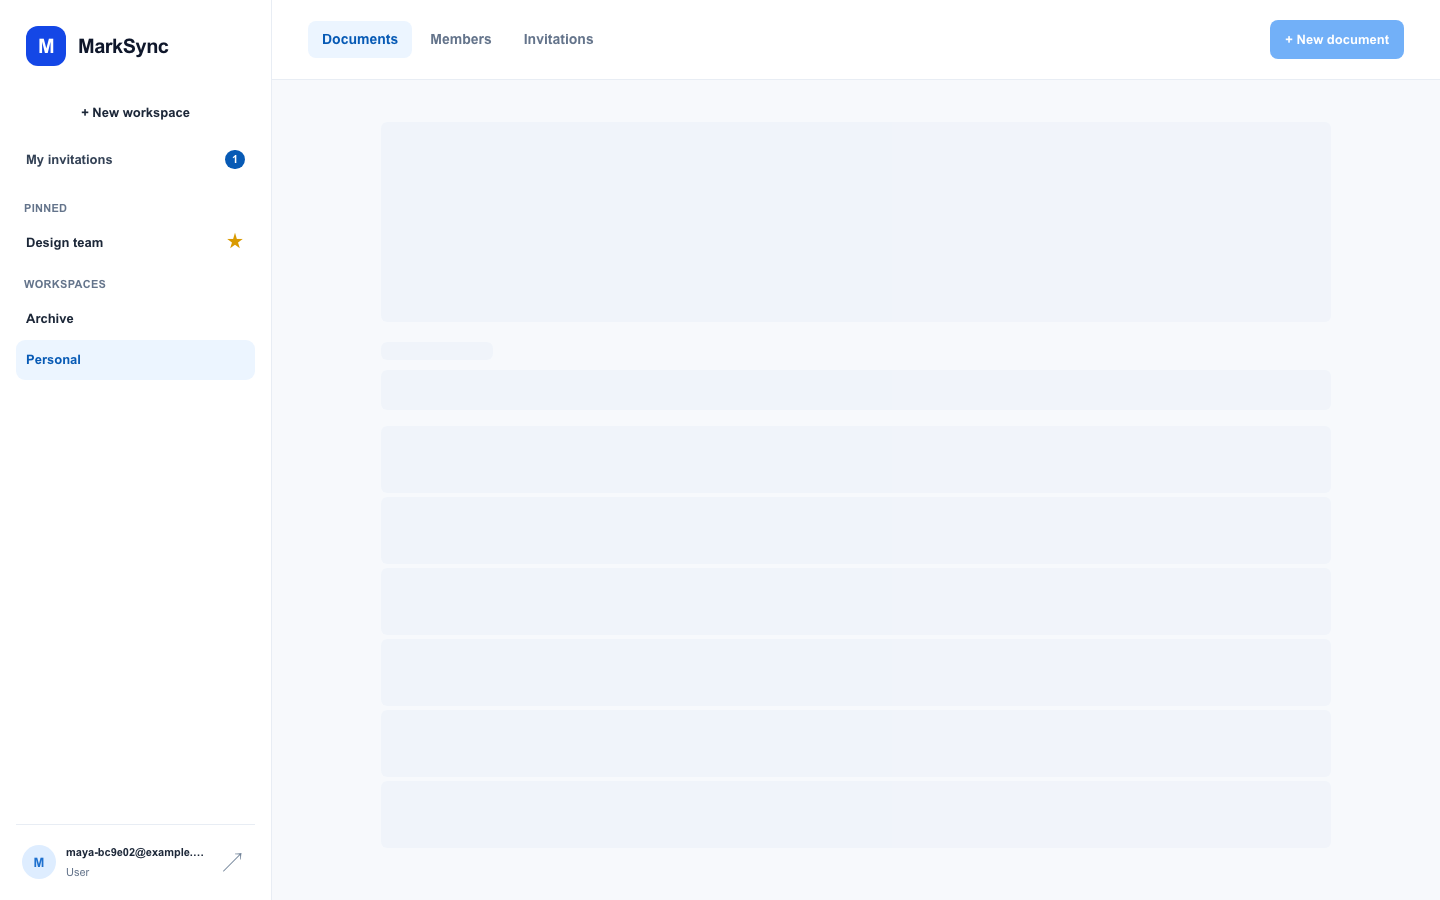 M MarkSync
+ New workspace
My invitations 1
PINNED
Design team
WORKSPACES
Archive
Personal
M maya-bc9e02@example....
User
Documents Members Invitations + New document